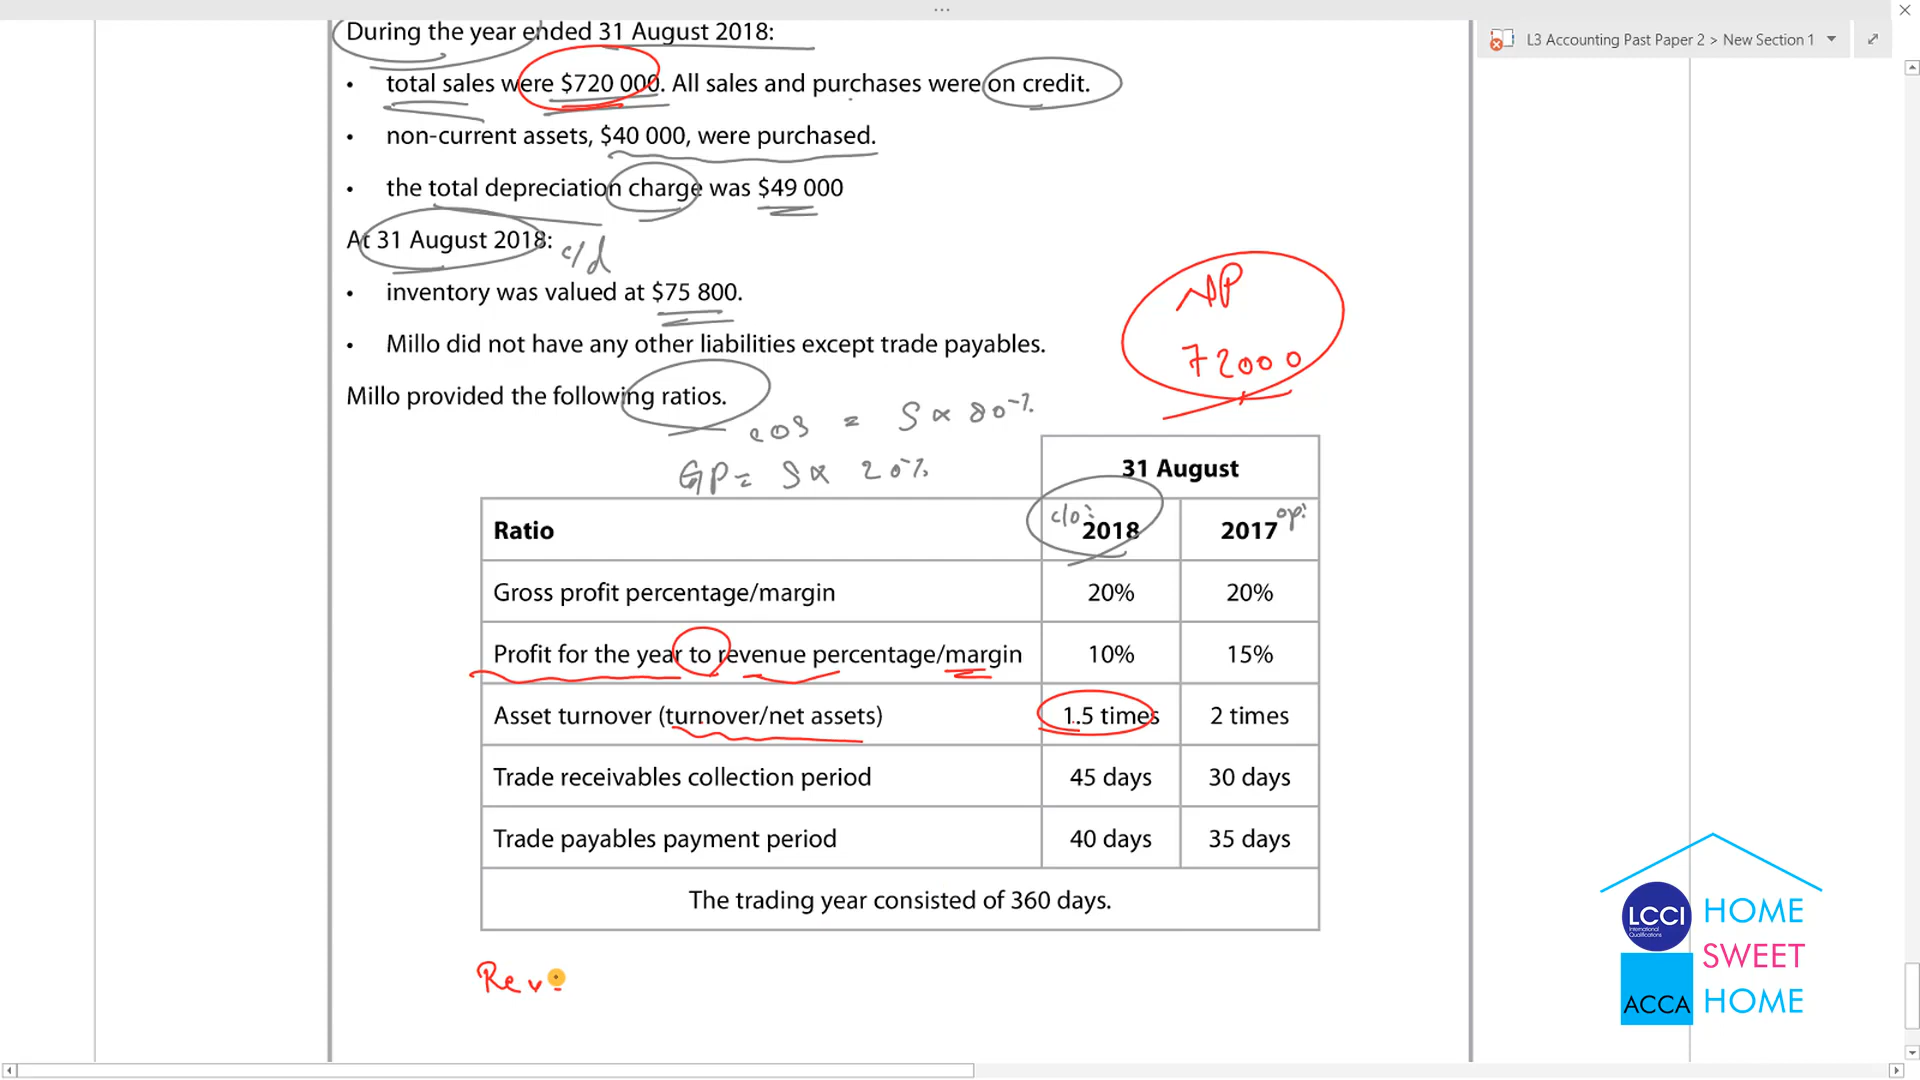 L3 Accounting Past Paper 2 > New Section 1
During the year ended 31 August 2018:
• total sales were $720 000. All sales and purchases were on credit.
• non-current assets, $40 000, were purchased.
• the total depreciation charge was $49 000
At 31 August 2018:
c/d
• inventory was valued at $75 800.
NP
72000
• Millo did not have any other liabilities except trade payables.
Millo provided the following ratios.
cos = S × 80%
GP = S × 20%
31 August
Ratio c/o: 2018 2017 op:
Gross profit percentage/margin 20% 20%
Profit for the year to revenue percentage/margin 10% 15%
Asset turnover (turnover/net assets) 1.5 times 2 times
Trade receivables collection period 45 days 30 days
Trade payables payment period 40 days 35 days
The trading year consisted of 360 days.
Rev:
LCCI
International
Qualifications
ACCA
HOME
SWEET
HOME